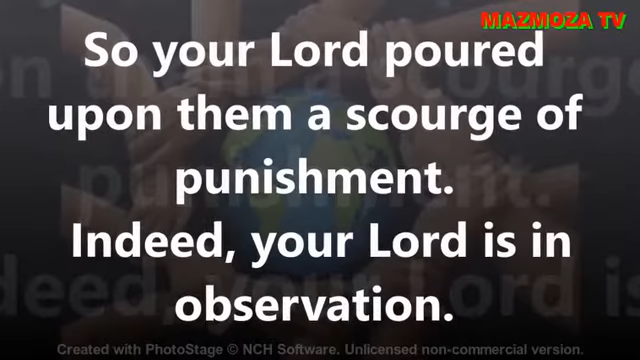 MAZMOZA TV
So your Lord poured
upon them a scourge of
punishment.
Indeed, your Lord is in
observation.
Created with PhotoStage © NCH Software. Unlicensed non-commercial version.